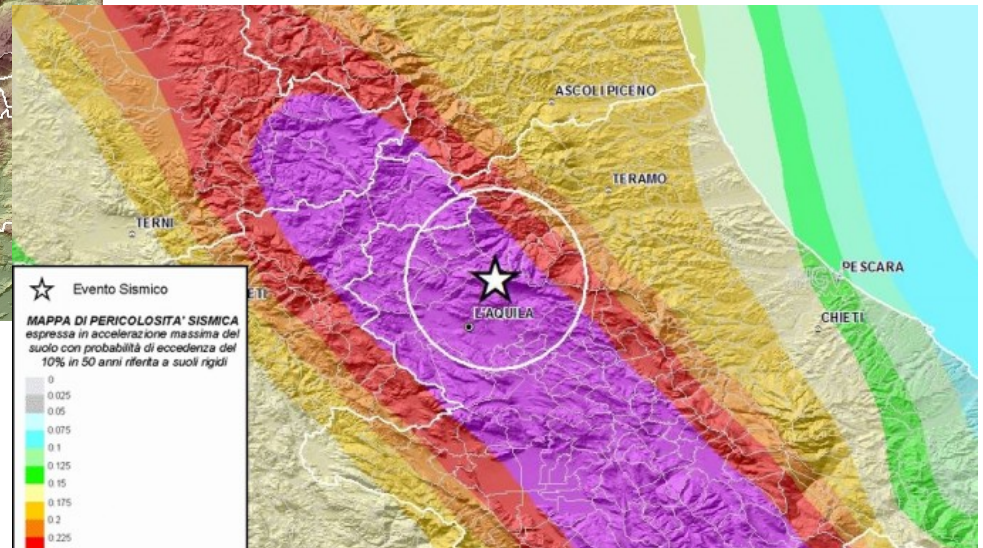 ASCOLI PICENO
TERAMO
TERNI
PESCARA
L'AQUILA
CHIETI
ETI
Evento Sismico
MAPPA DI PERICOLOSITA' SISMICA
espressa in accelerazione massima del
suolo con probabilità di eccedenza del
10% in 50 anni riferita a suoli rigidi
0
0.025
0.05
0.075
0.1
0.125
0.15
0.175
0.2
0.225